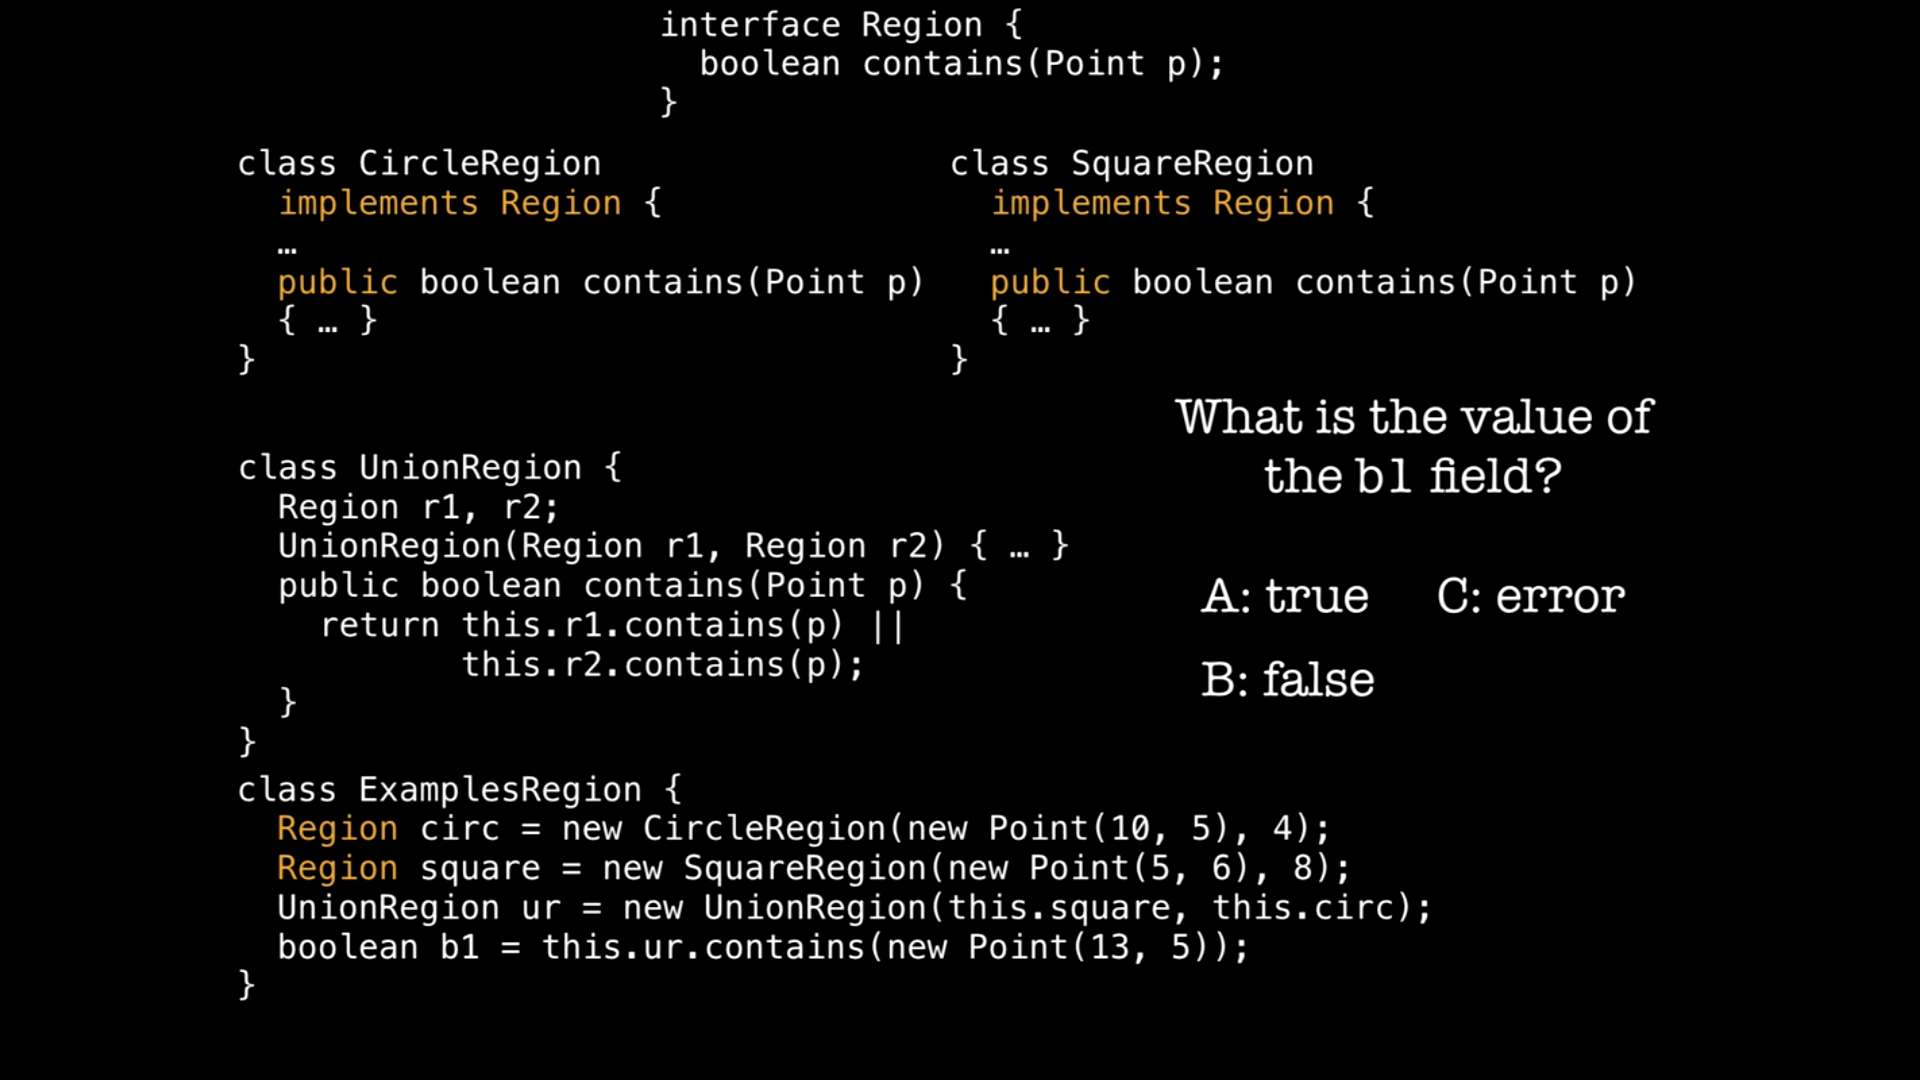 interface Region {
boolean contains(Point p);
}
class CircleRegion
implements Region {
…
public boolean contains(Point p)
{ … }
}
class SquareRegion
implements Region {
…
public boolean contains(Point p)
{ … }
}
What is the value of
the b1 field?
A: true
C: error
B: false
class UnionRegion {
Region r1, r2;
UnionRegion(Region r1, Region r2) { … }
public boolean contains(Point p) {
return this.r1.contains(p) ||
this.r2.contains(p);
}
}
class ExamplesRegion {
Region circ = new CircleRegion(new Point(10, 5), 4);
Region square = new SquareRegion(new Point(5, 6), 8);
UnionRegion ur = new UnionRegion(this.square, this.circ);
boolean b1 = this.ur.contains(new Point(13, 5));
}